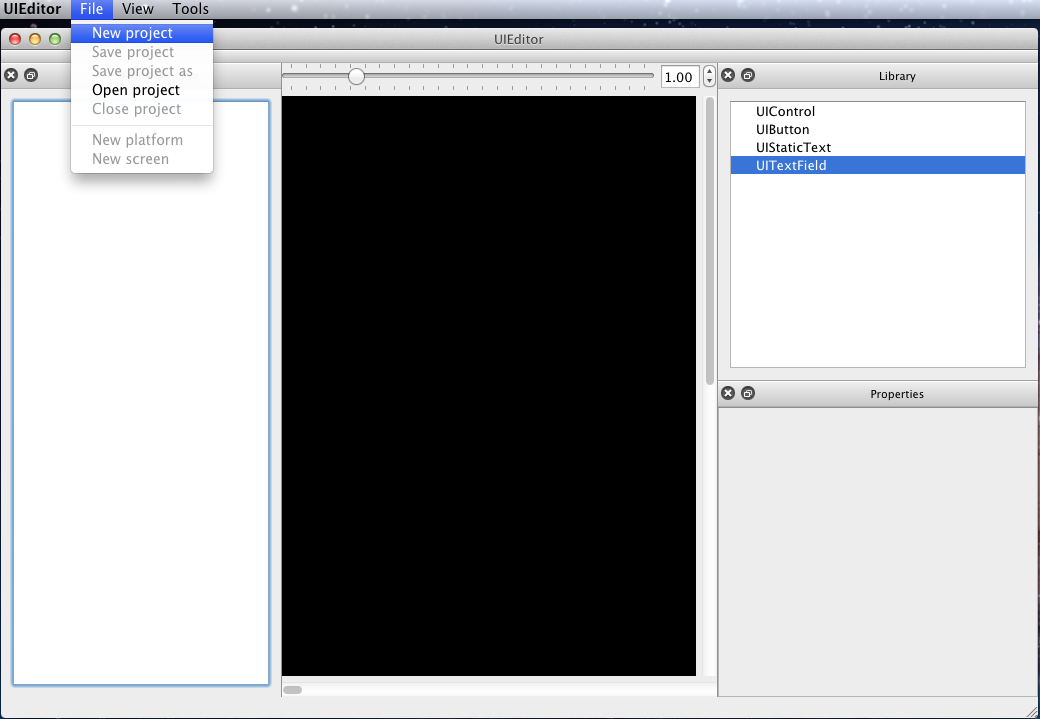 UIEditor File View Tools
New project
Save project
Save project as
Open project
Close project
New platform
New screen
UIEditor
1.00
Library
UIControl
UIButton
UIStaticText
UITextField
Properties